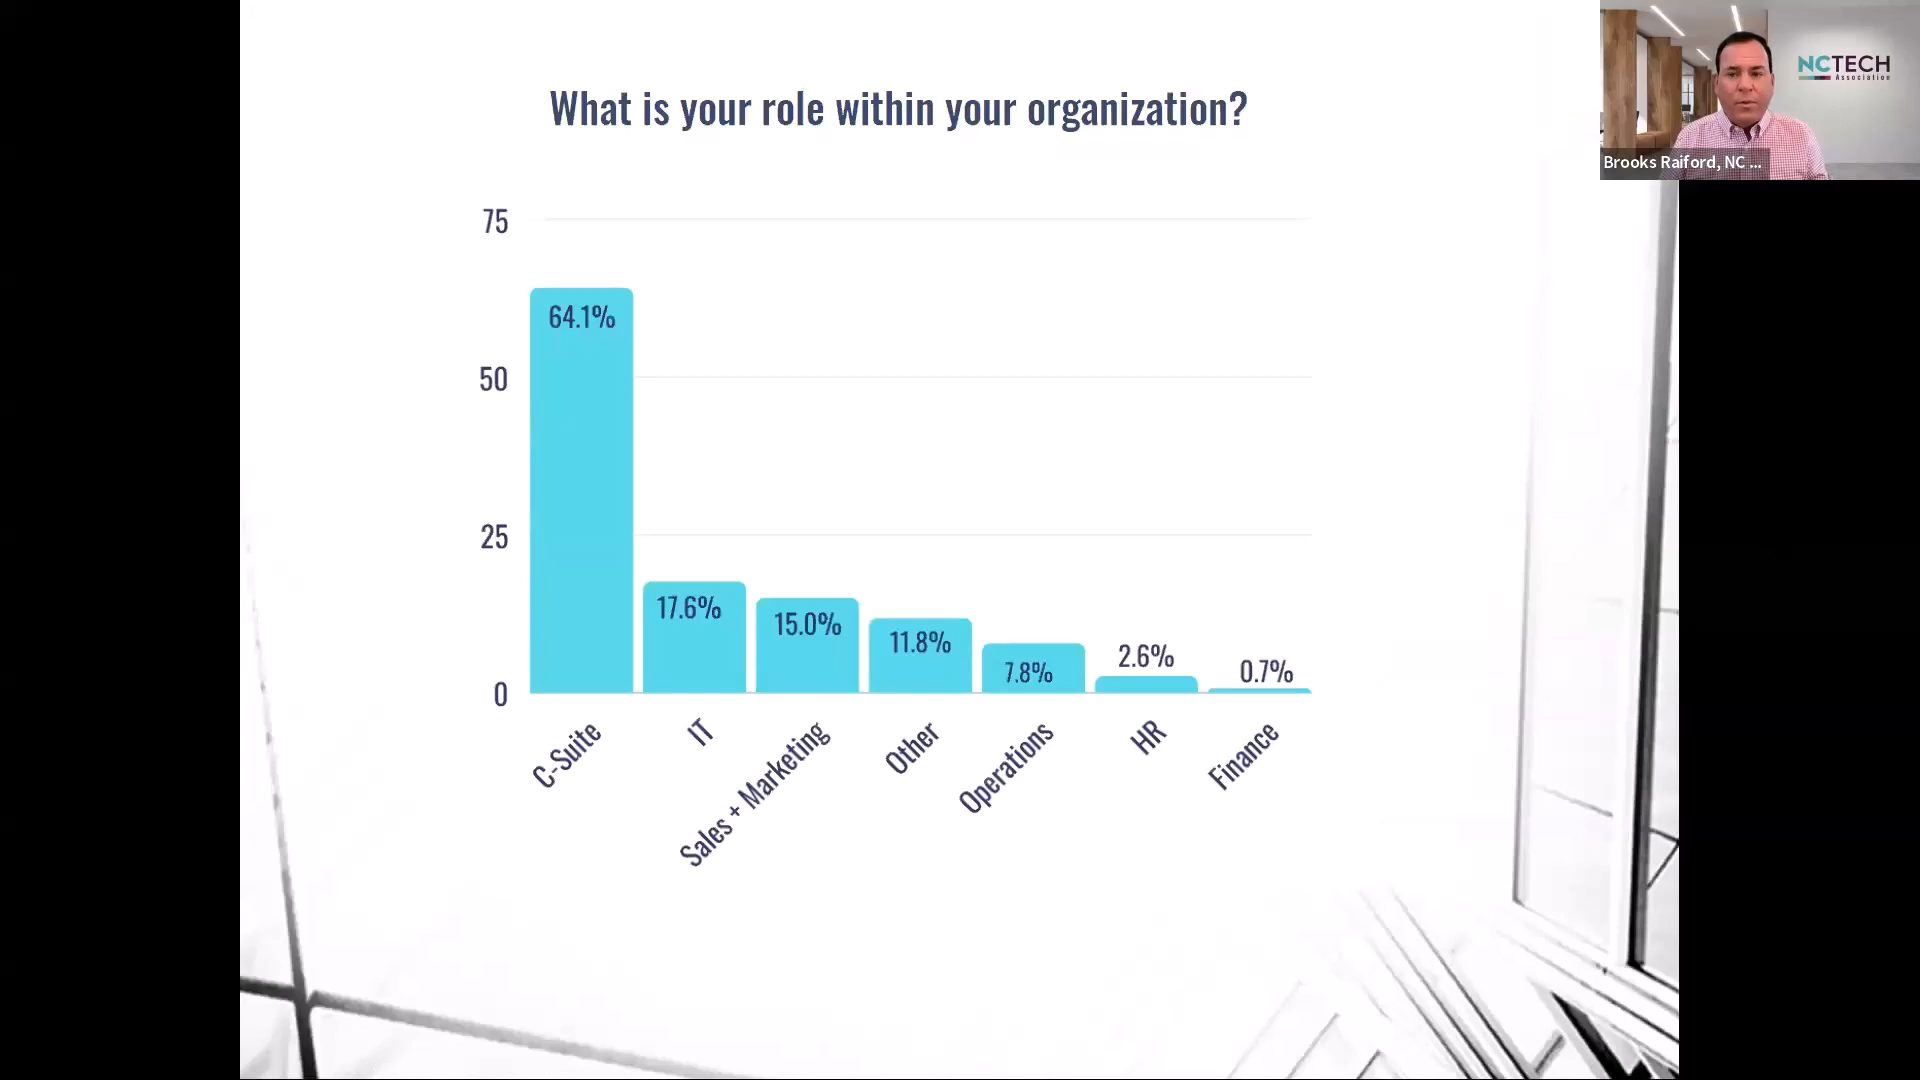 What is your role within your organization?
NCTECH
Association
Brooks Raiford, NC ...
75
50
25
0
64.1%
17.6%
15.0%
11.8%
7.8%
2.6%
0.7%
C-Suite
IT
Sales + Marketing
Other
Operations
HR
Finance